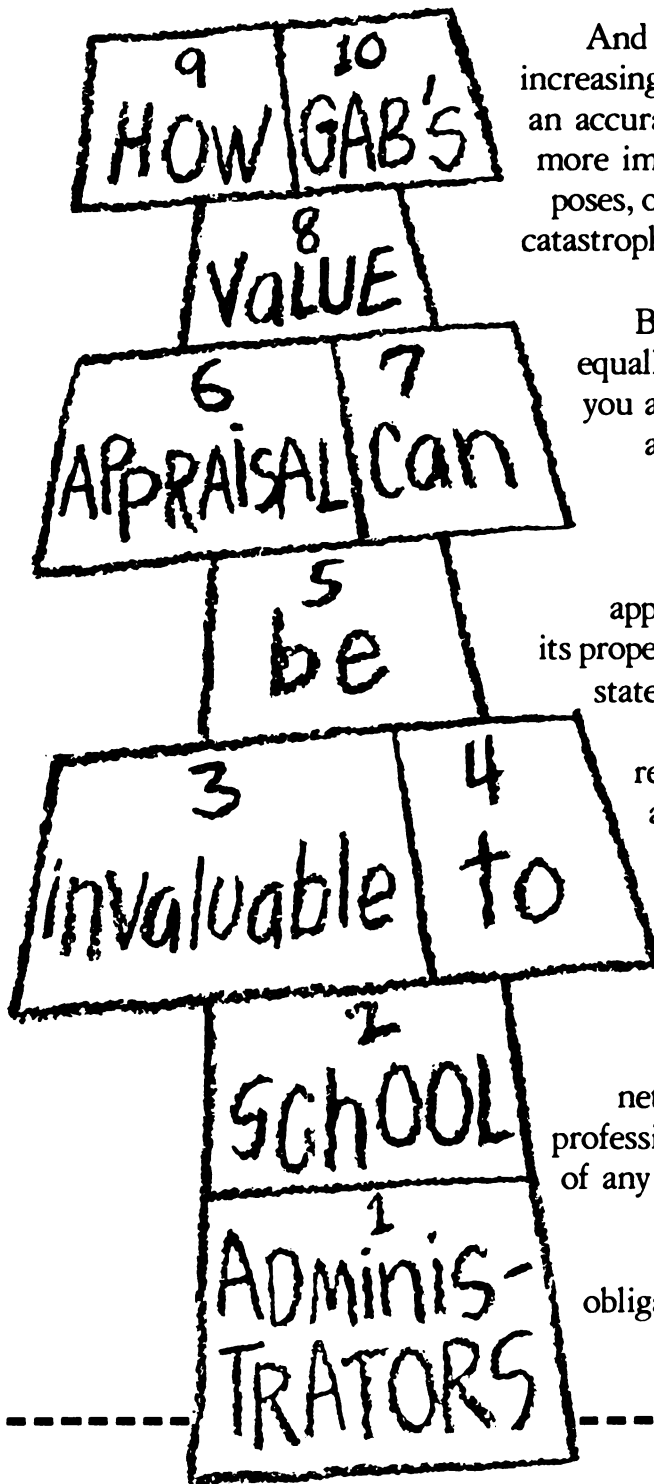 9 10
HOW GAB'S
8
VaLUE
6 7
APpRAiSAL Can
5
be
3 4
invaluable to
2
SchOOL
1
ADminis-
TRATORS
And
increasing
an accura
more im
poses, o
catastroph
B
equall
you a
a
app
its prope
state
re
a
net
professi
of any
obliga